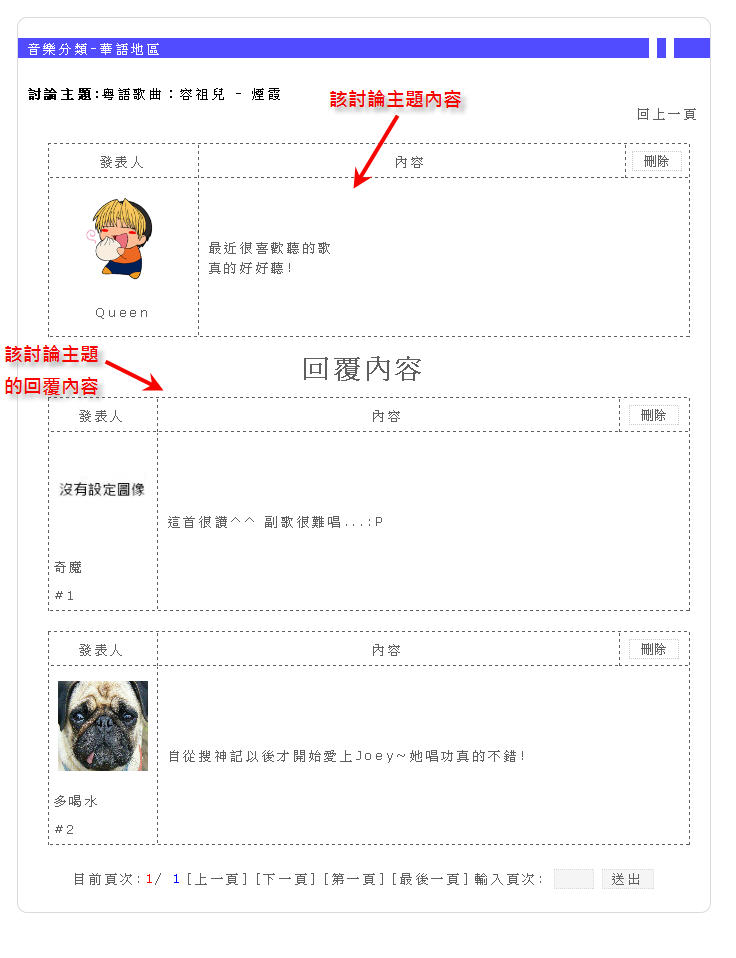 音樂分類-華語地區
討論主題:粵語歌曲：容祖兒 - 煙霞
該討論主題內容
回上一頁
發表人 內容 刪除
最近很喜歡聽的歌
真的好好聽!
Queen
該討論主題
的回覆內容
回覆內容
發表人 內容 刪除
沒有設定圖像
這首很讚^^ 副歌很難唱...:P
奇魔
#1
發表人 內容 刪除
自從搜神記以後才開始愛上Joey~她唱功真的不錯!
多喝水
#2
目前頁次:1/ 1 [上一頁] [下一頁] [第一頁] [最後一頁] 輸入頁次: 送出